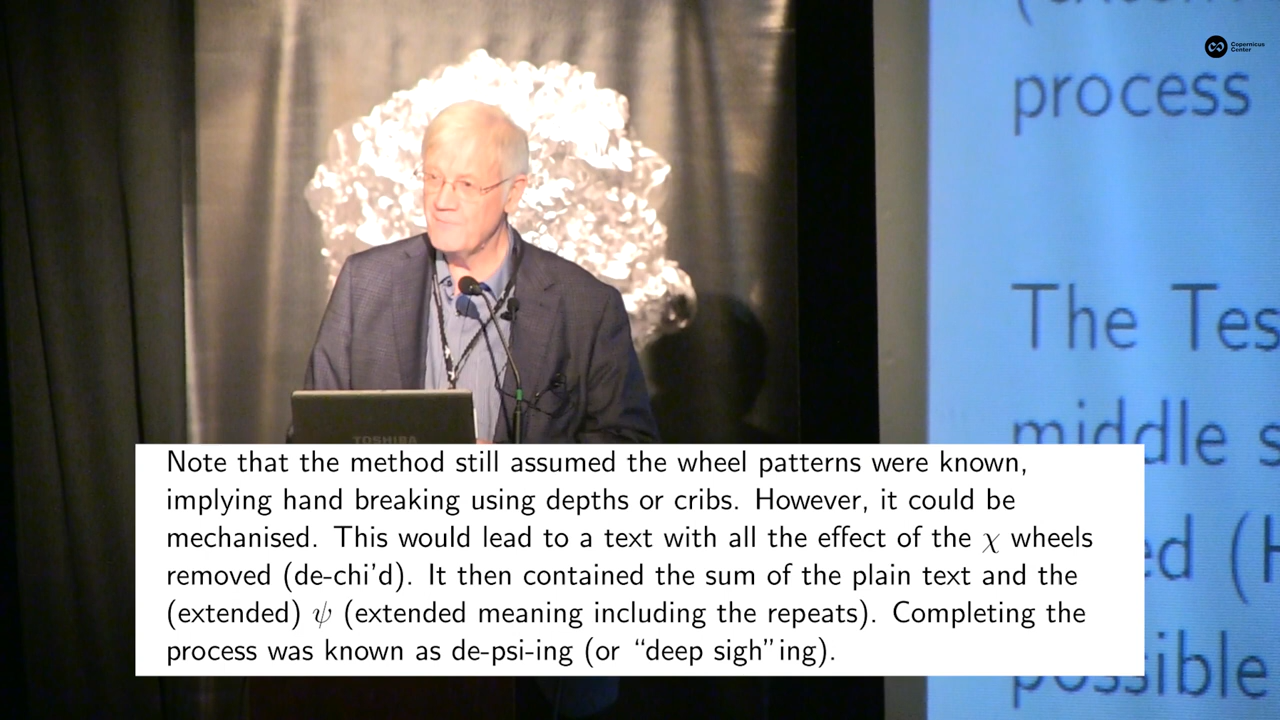 Copernicus
Center
process
The Tes
middle s
ed (H
possible
TOSHIBA
Note that the method still assumed the wheel patterns were known,
implying hand breaking using depths or cribs. However, it could be
mechanised. This would lead to a text with all the effect of the χ wheels
removed (de-chi'd). It then contained the sum of the plain text and the
(extended) ψ (extended meaning including the repeats). Completing the
process was known as de-psi-ing (or “deep sigh”ing).